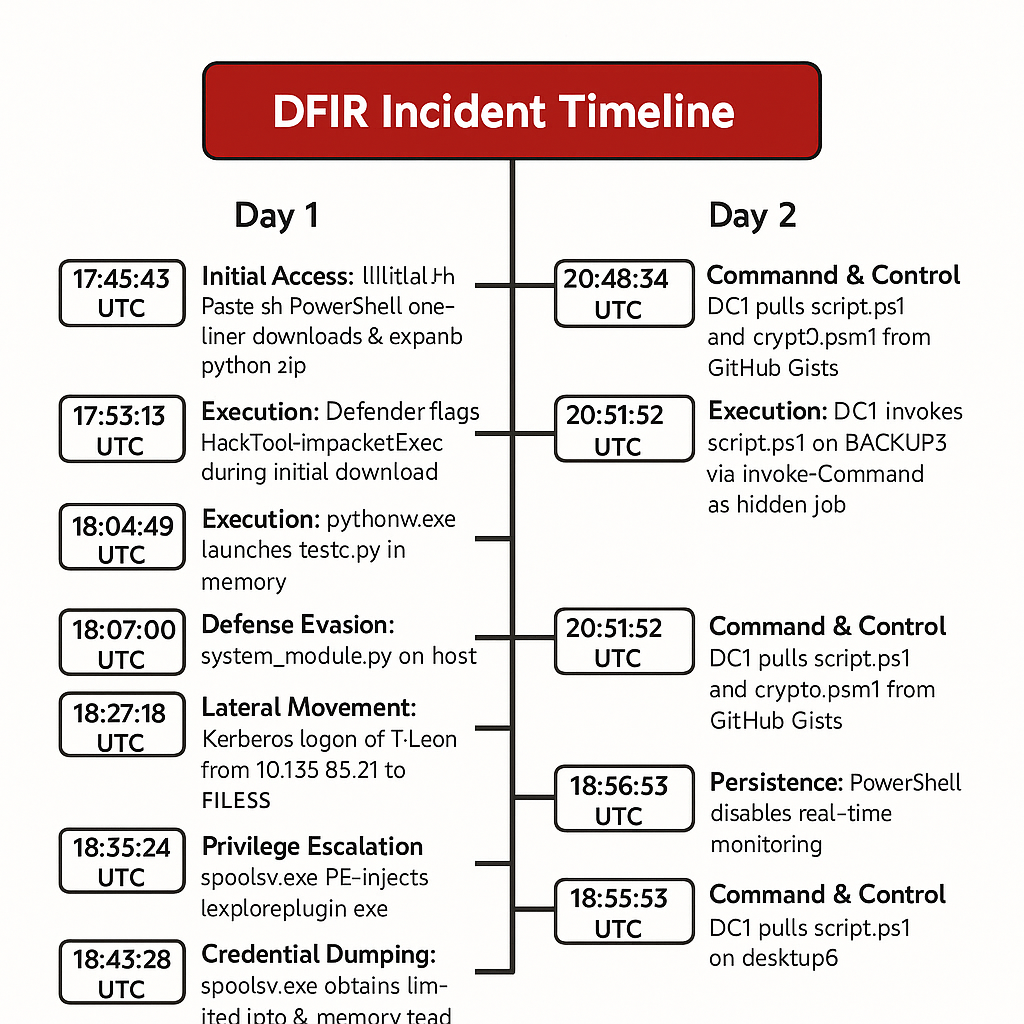 DFIR Incident Timeline
Day 1
17:45:43
UTC
Initial Access:
Paste sh PowerShell one-
liner downloads & expanb
python zip
17:53:13
UTC
Execution: Defender flags
HackTool-impacketExec
during initial download
18:04:49
UTC
Execution: pythonw.exe
launches testc.py in
memory
18:07:00
UTC
Defense Evasion:
system_module.py on host
18:27:18
UTC
Lateral Movement:
Kerberos logon of T·Leon
from 10.135 85.21 to
FILESS
18:35:24
UTC
Privilege Escalation
spoolsv.exe PE-injects
lexploreplugin exe
18:43:28
UTC
Credential Dumping:
spoolsv.exe obtains lim-
ited ipto & memory tead
Day 2
20:48:34
UTC
Commannd & Control
DC1 pulls script.ps1
and from
GitHub Gists
20:51:52
UTC
Execution: DC1 invokes
script.ps1 on BACKUP3
via invoke-Command
as hidden job
20:51:52
UTC
Command & Control
DC1 pulls script.ps1
and crypto.psm1 from
GitHub Gists
18:56:53
UTC
Persistence: PowerShell
disables real-time
monitoring
18:55:53
UTC
Command & Control
DC1 pulls script.ps1
on desktup6